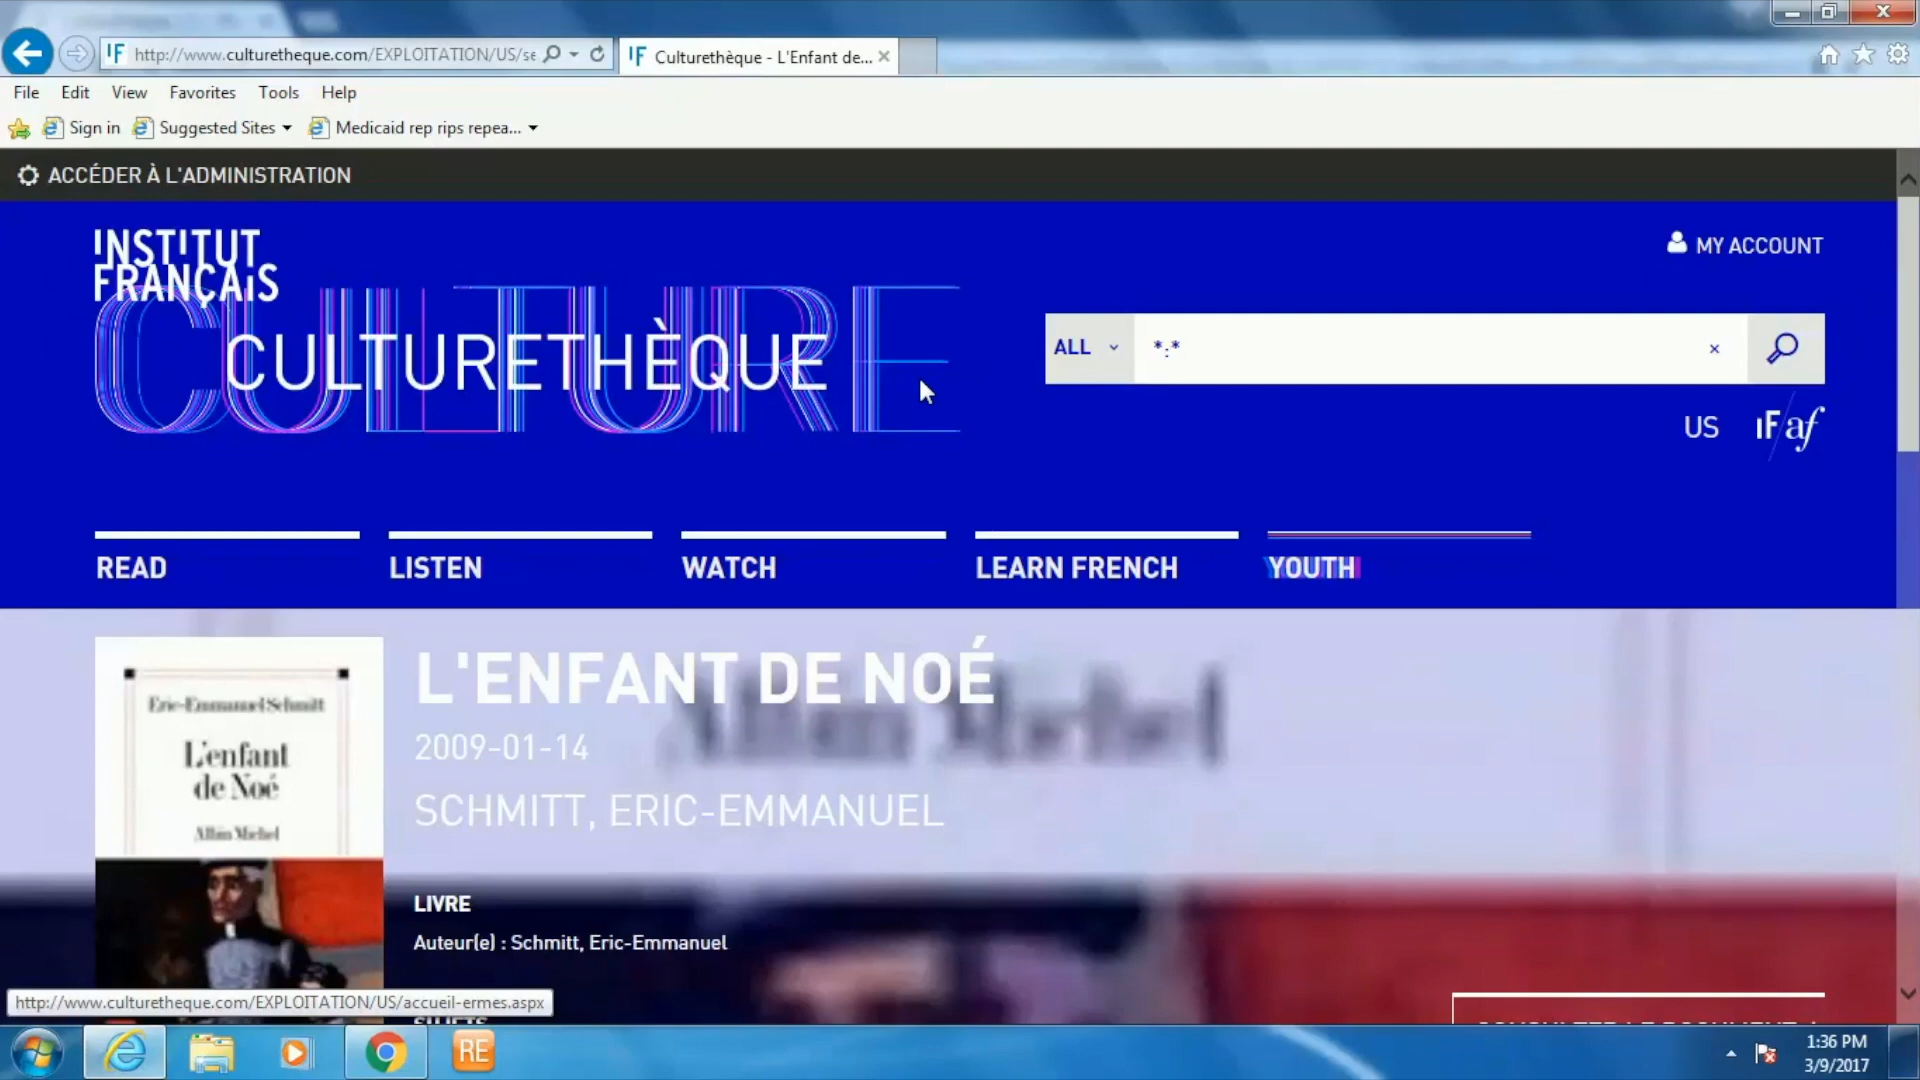 http://www.culturetheque.com/EXPLOITATION/US/se
Culturethèque - L'Enfant de...
File Edit View Favorites Tools Help
Sign in Suggested Sites Medicaid rep rips repea...
ACCÉDER À L'ADMINISTRATION
INSTITUT
FRANÇAIS
MY ACCOUNT
CULTURE
CULTURETHÈQUE
ALL *:*
US IF/af
READ LISTEN WATCH LEARN FRENCH YOUTH
Eric-Emmanuel Schmitt
L'enfant
de Noé
Albin Michel
L'ENFANT DE NOÉ
Albin Michel
2009-01-14
SCHMITT, ERIC-EMMANUEL
LIVRE
Auteur(e) : Schmitt, Eric-Emmanuel
http://www.culturetheque.com/EXPLOITATION/US/accueil-ermes.aspx
RE
1:36 PM
3/9/2017